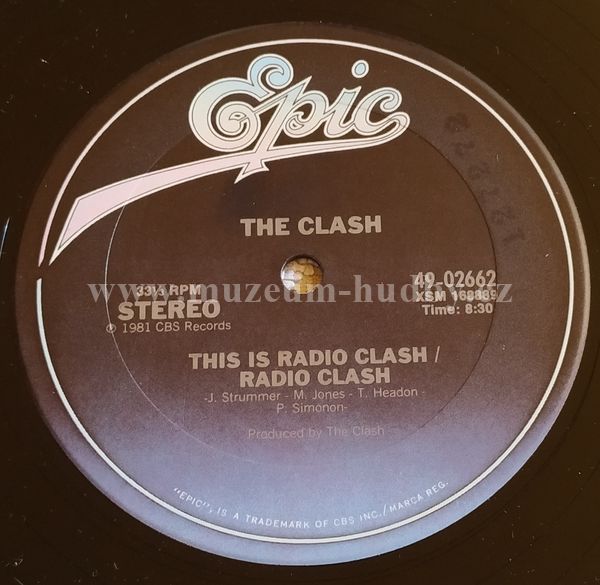 Epic
THE CLASH
33⅓ RPM
STEREO
℗ 1981 CBS Records
49-02662
Time: 8:30
www.muzeum-hudby.cz
THIS IS RADIO CLASH /
RADIO CLASH
-J. Strummer - M. Jones - T. Headon -
P. Simonon-
Produced by The Clash
"EPIC", IS A TRADEMARK OF CBS INC./MARCA REG.